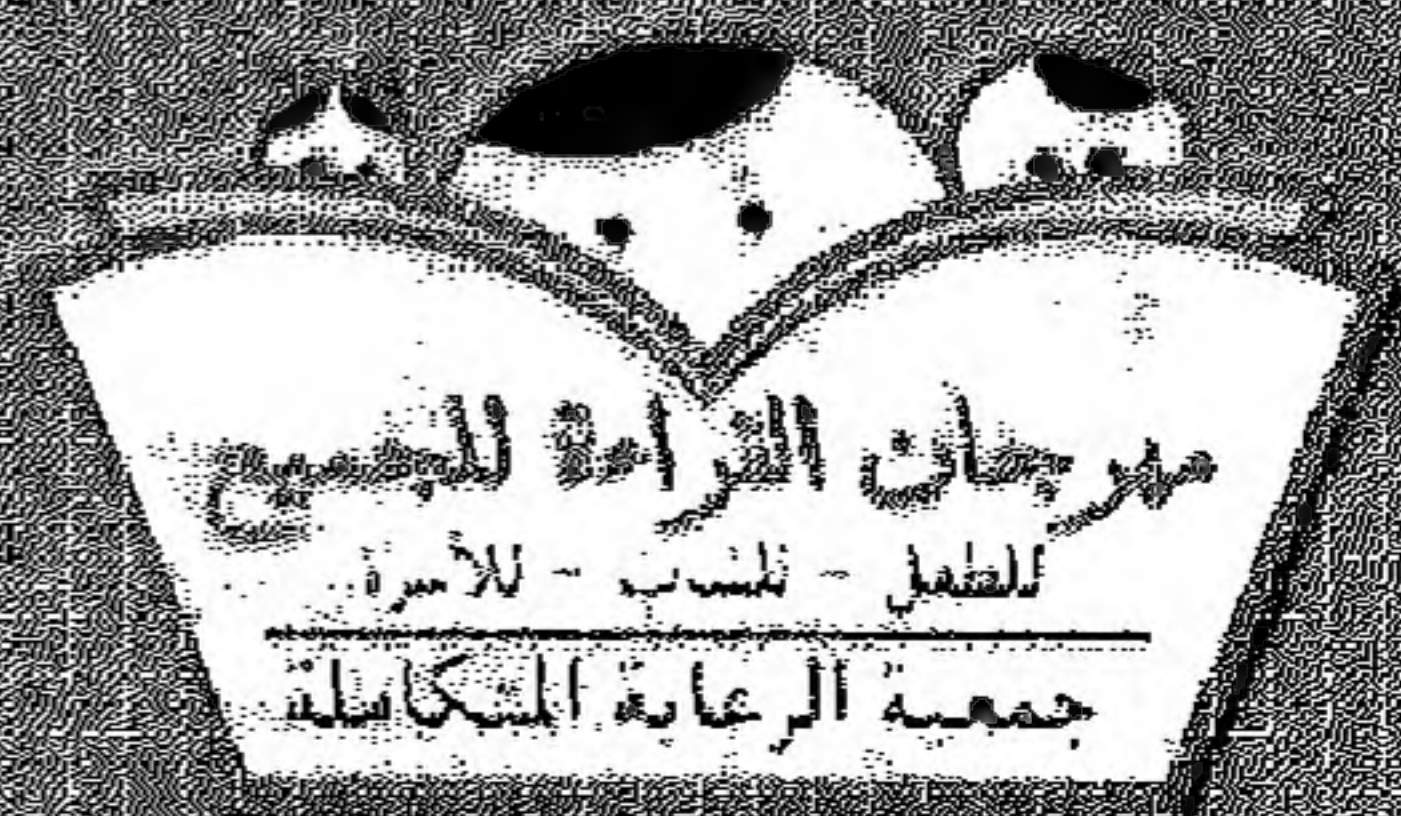 مهرجان القراءة للجميع
للطفل - للشباب - للأسرة
جمعية الرعاية المتكاملة